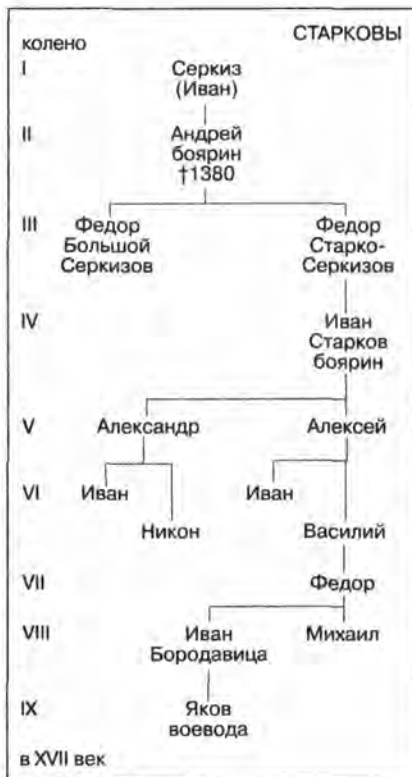 СТАРКОВЫ
колено
I Серкиз
(Иван)
II Андрей
боярин
†1380
III Федор Федор
Большой Старко-
Серкизов Серкизов
IV Иван
Старков
боярин
V Александр Алексей
VI Иван Иван
Никон Василий
VII Федор
VIII Иван Михаил
Бородавица
IX Яков
воевода
в XVII век